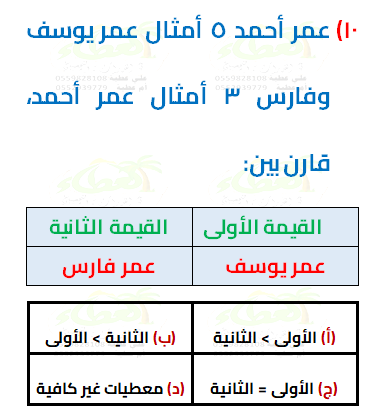 ١٠) عمر أحمد ٥ أمثال عمر يوسف
وفارس ٣ أمثال عمر أحمد،
قارن بين:
القيمة الأولى القيمة الثانية
عمر يوسف عمر فارس
(أ) الأولى > الثانية (ب) الثانية > الأولى
(ج) الأولى = الثانية (د) معطيات غير كافية